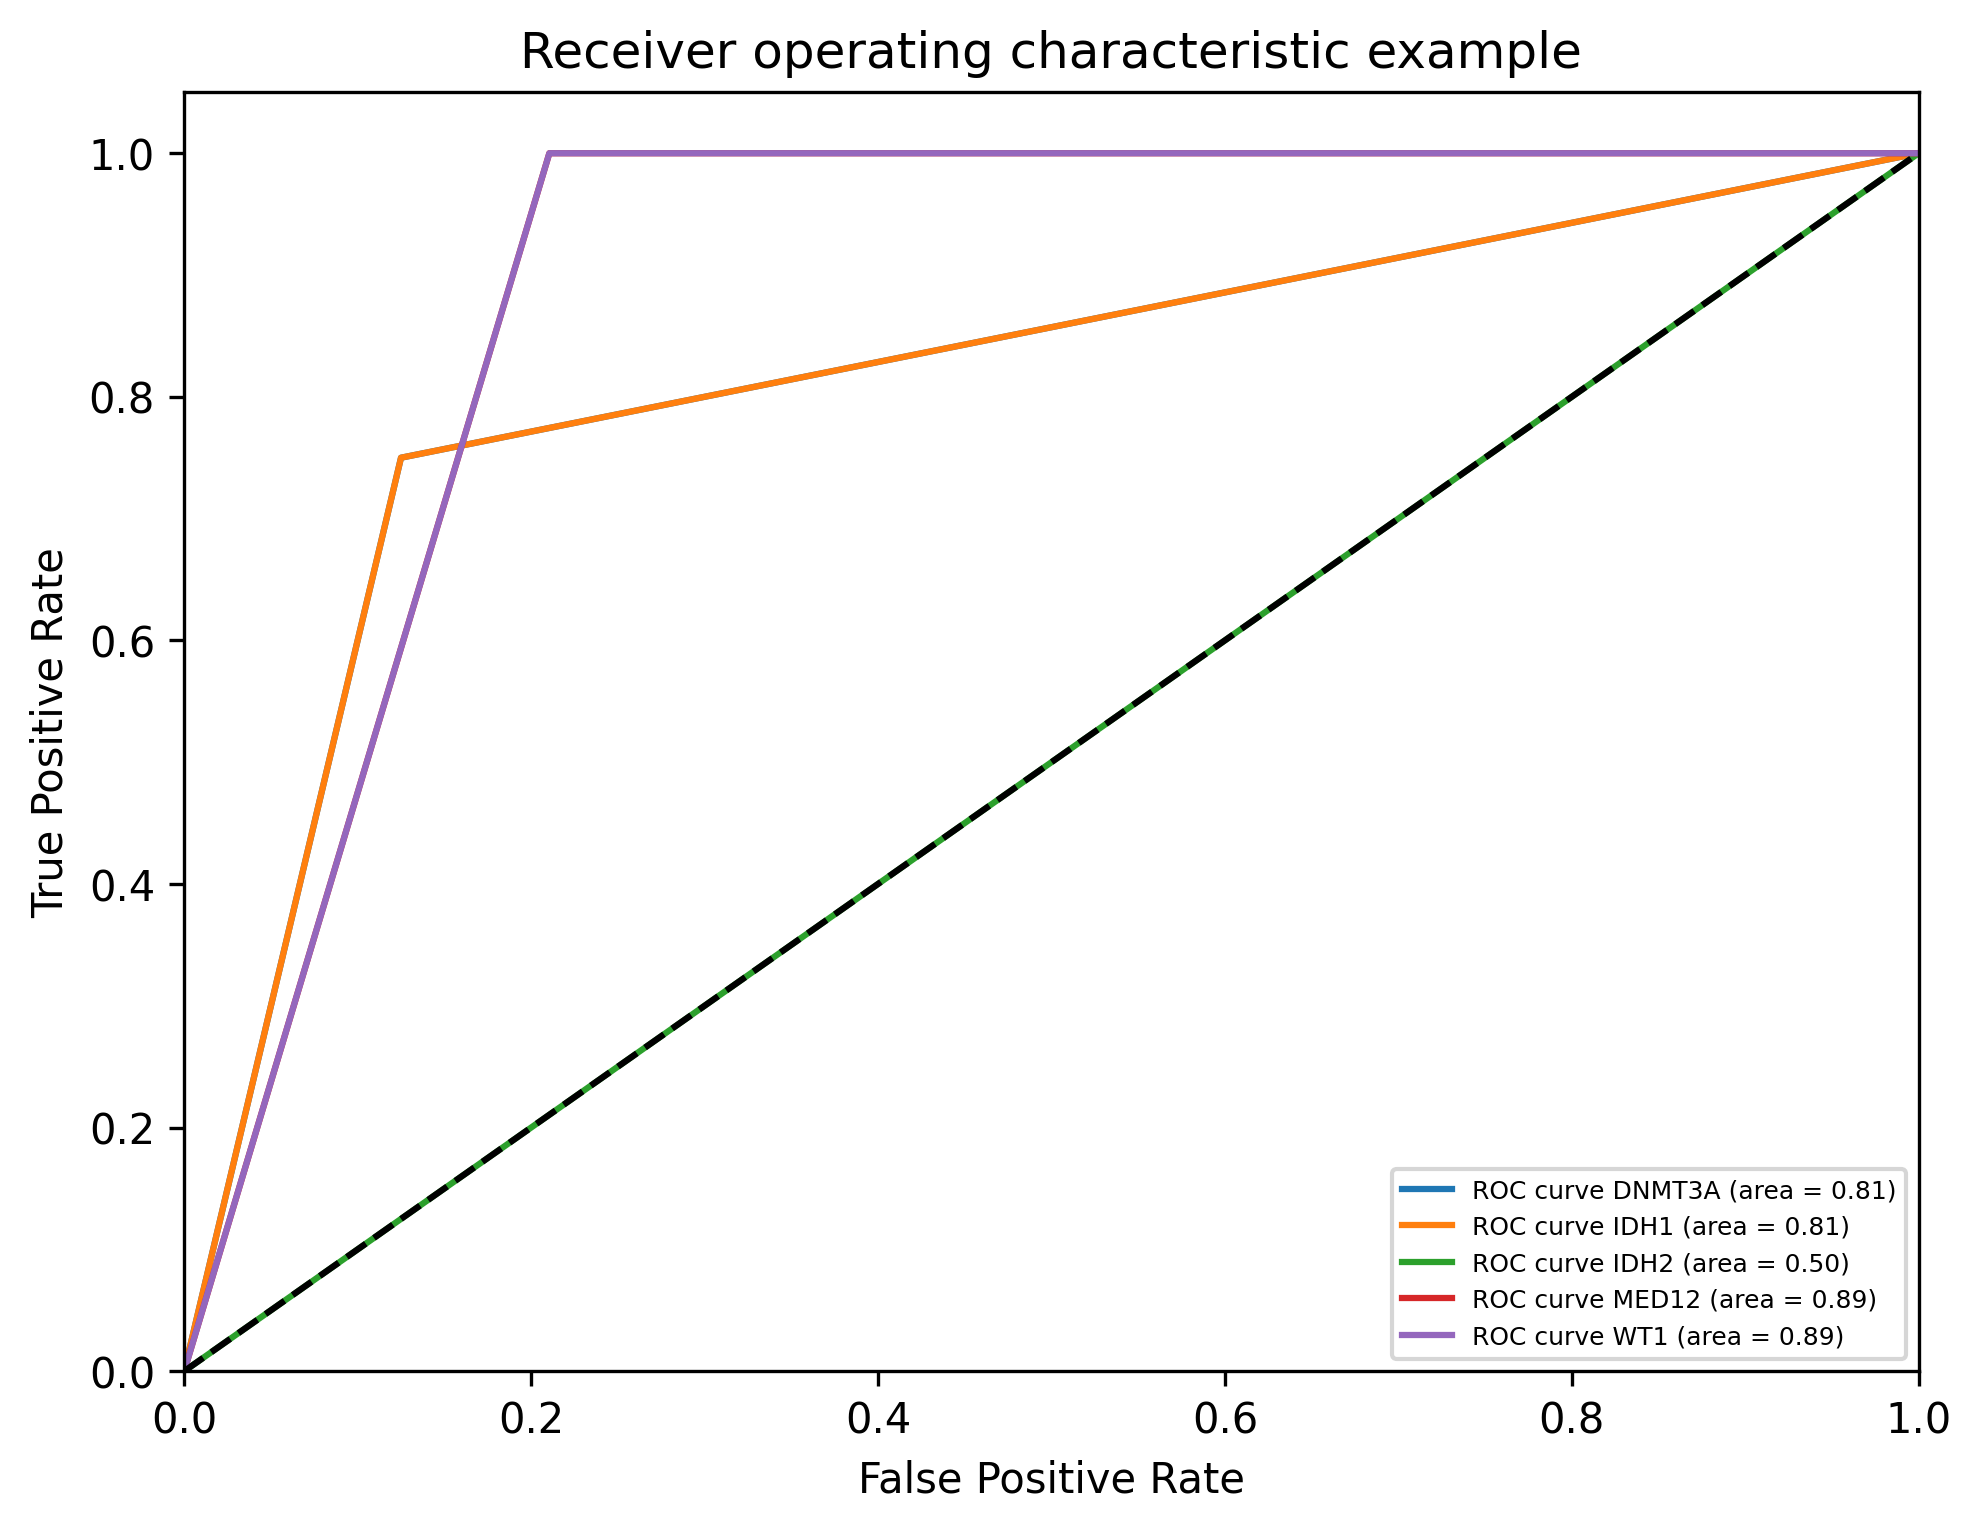 Receiver operating characteristic example
1.0
0.8
0.6
0.4
0.2
0.0
True Positive Rate
ROC curve DNMT3A (area = 0.81)
ROC curve IDH1 (area = 0.81)
ROC curve IDH2 (area = 0.50)
ROC curve MED12 (area = 0.89)
ROC curve WT1 (area = 0.89)
0.0 0.2 0.4 0.6 0.8 1.0
False Positive Rate